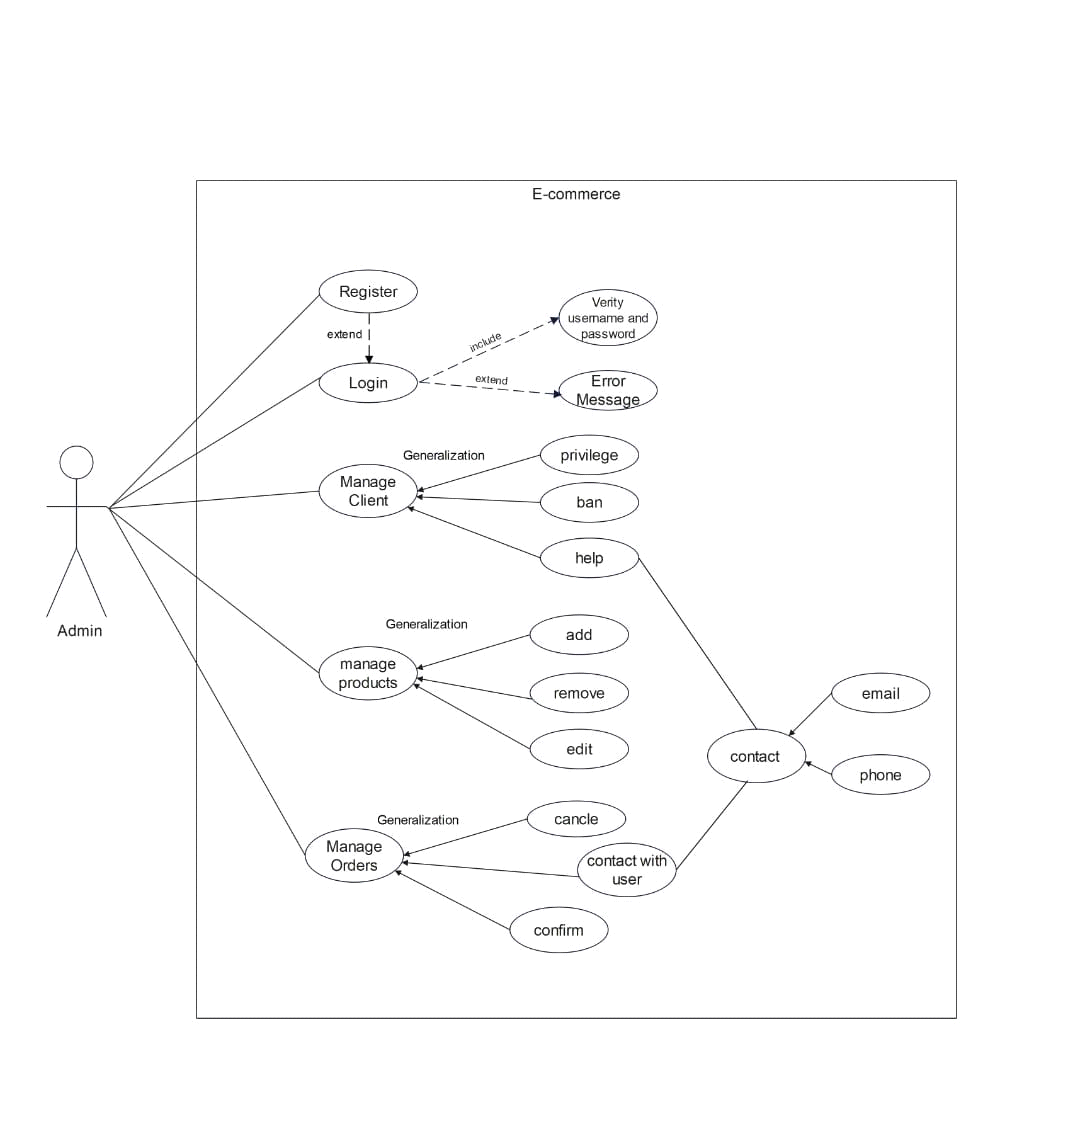 E-commerce
Register
extend
Login
include
extend
Verity
username and
password
Error
Message
Admin
Generalization
Manage
Client
privilege
ban
help
Generalization
manage
products
add
remove
edit
contact
email
phone
Generalization
Manage
Orders
cancle
contact with
user
confirm